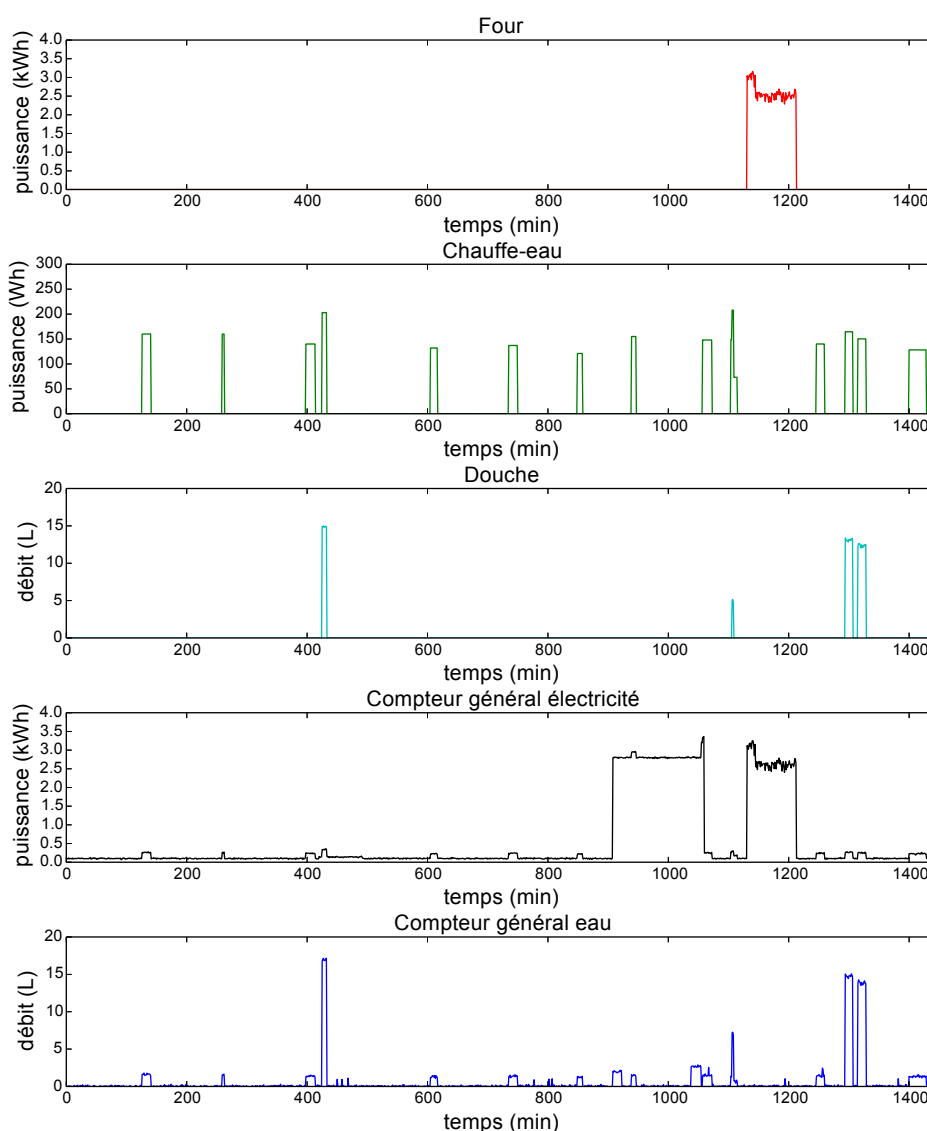 Four
puissance (kWh)
4.0
3.5
3.0
2.5
2.0
1.5
1.0
0.5
0.0
0 200 400 600 800 1000 1200 1400
temps (min)
Chauffe-eau
puissance (Wh)
300
250
200
150
100
50
0
0 200 400 600 800 1000 1200 1400
temps (min)
Douche
débit (L)
20
15
10
5
0
0 200 400 600 800 1000 1200 1400
temps (min)
Compteur général électricité
puissance (kWh)
4.0
3.5
3.0
2.5
2.0
1.5
1.0
0.5
0.0
0 200 400 600 800 1000 1200 1400
temps (min)
Compteur général eau
débit (L)
20
15
10
5
0
0 200 400 600 800 1000 1200 1400
temps (min)